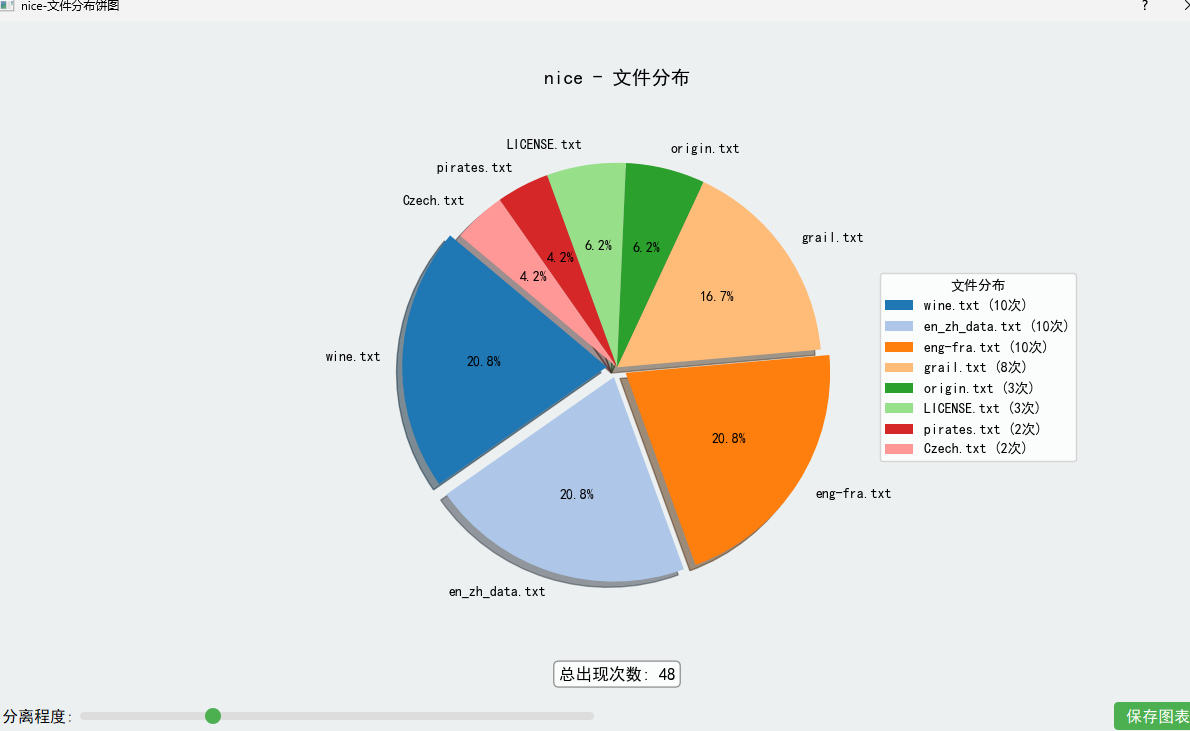 nice-文件分布饼图
?
nice - 文件分布
LICENSE.txt
origin.txt
pirates.txt
Czech.txt
grail.txt
6.2%
6.2%
4.2%
4.2%
16.7%
文件分布
wine.txt (10次)
en_zh_data.txt (10次)
eng-fra.txt (10次)
grail.txt (8次)
origin.txt (3次)
LICENSE.txt (3次)
pirates.txt (2次)
Czech.txt (2次)
wine.txt
20.8%
20.8%
20.8%
eng-fra.txt
en_zh_data.txt
总出现次数: 48
分离程度:
保存图表